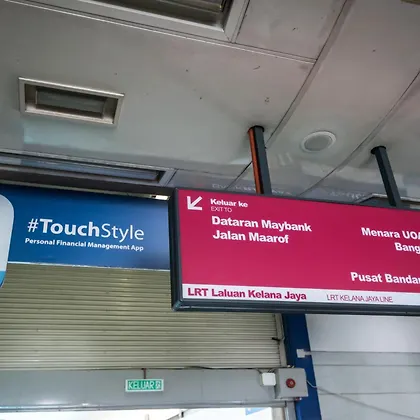 #TouchStyle
Personal Financial Management App
Keluar ke
EXIT TO
Dataran Maybank
Jalan Maarof
Menara UOA
Bang
Pusat Bandar
LRT Laluan Kelana Jaya
LRT KELANA JAYA LINE
KELUAR